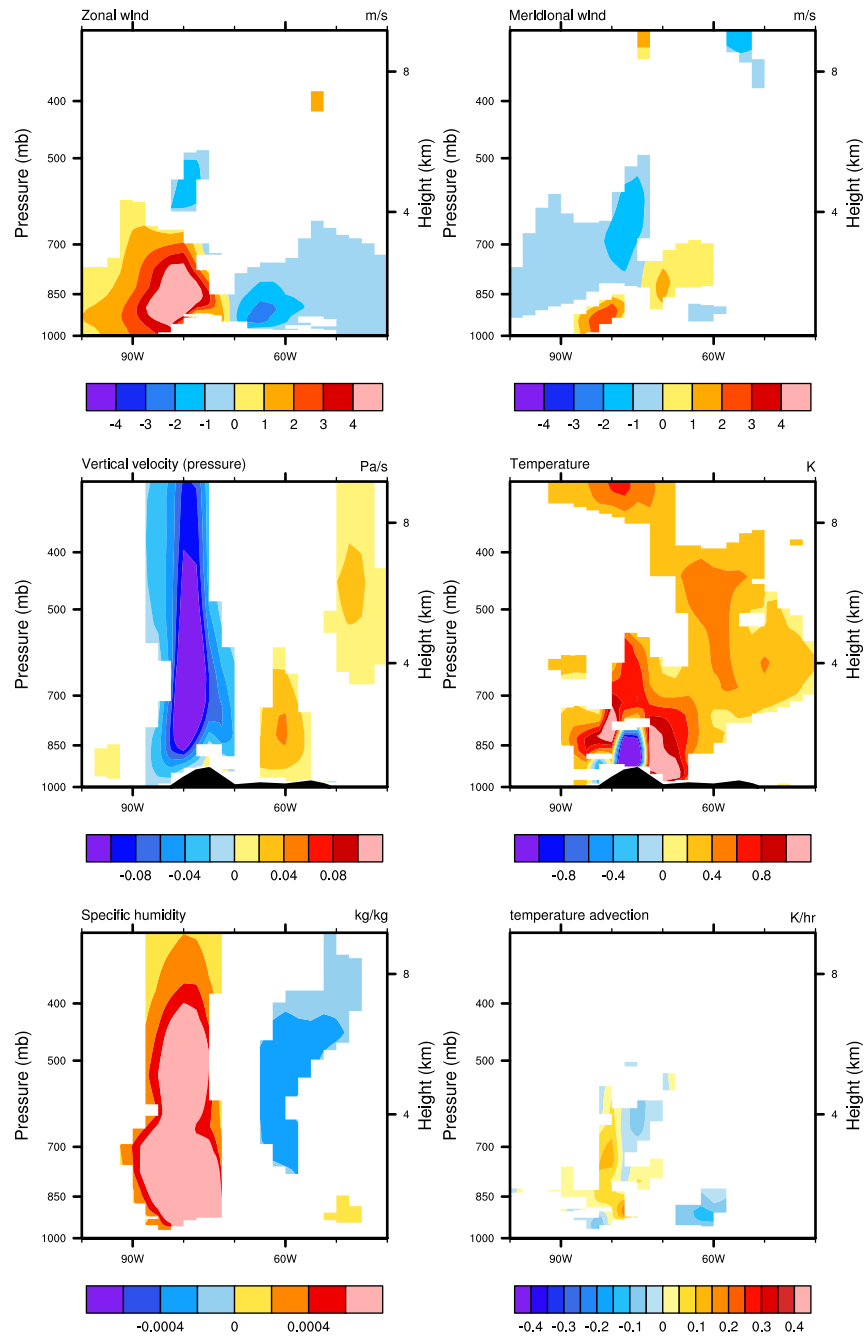 Zonal wind m/s
Pressure (mb)
400
500
700
850
1000
8
4
Height (km)
90W 60W
-4 -3 -2 -1 0 1 2 3 4
Meridional wind m/s
Pressure (mb)
400
500
700
850
1000
8
4
Height (km)
90W 60W
-4 -3 -2 -1 0 1 2 3 4
Vertical velocity (pressure) Pa/s
Pressure (mb)
400
500
700
850
1000
8
4
Height (km)
90W 60W
-0.08 -0.04 0 0.04 0.08
Temperature K
Pressure (mb)
400
500
700
850
1000
8
4
Height (km)
90W 60W
-0.8 -0.4 0 0.4 0.8
Specific humidity kg/kg
Pressure (mb)
400
500
700
850
1000
8
4
Height (km)
90W 60W
-0.0004 0 0.0004
temperature advection K/hr
Pressure (mb)
400
500
700
850
1000
8
4
Height (km)
90W 60W
-0.4 -0.3 -0.2 -0.1 0 0.1 0.2 0.3 0.4